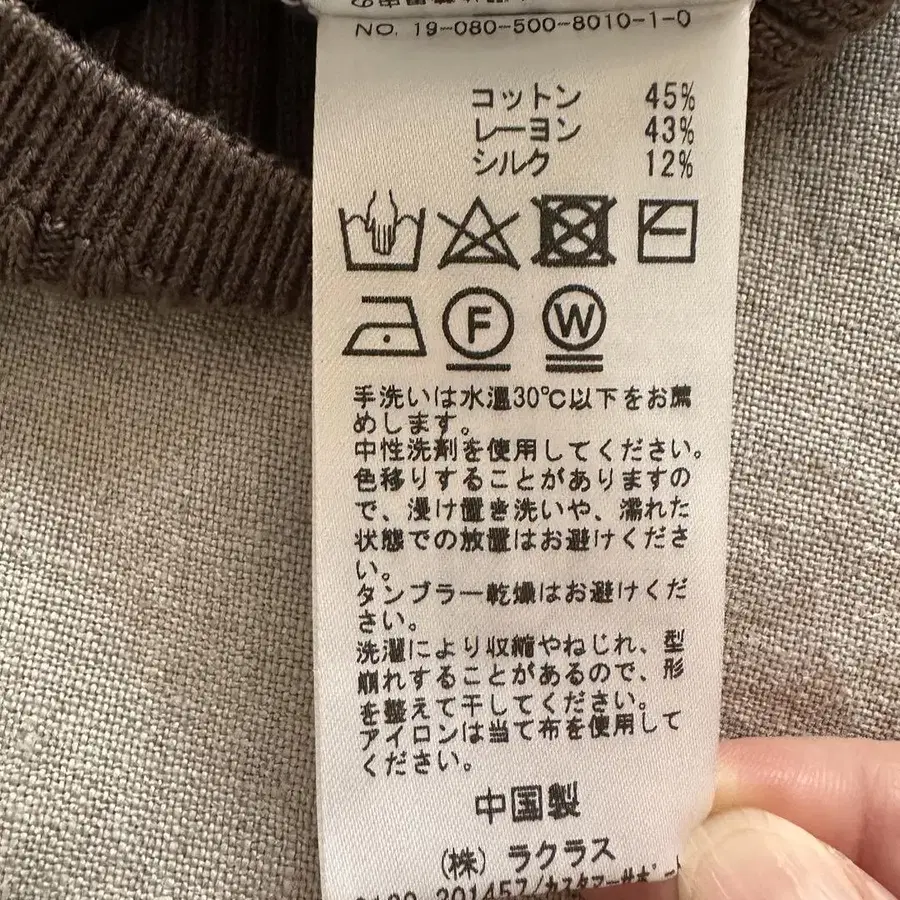 NO. 19-080-500-8010-1-0
コットン 45%
レーヨン 43%
シルク 12%
F W
手洗いは水温30℃以下をお薦
めします。
中性洗剤を使用してください。
色移りすることがありますの
で、浸け置き洗いや、濡れた
状態での放置はお避けくださ
い。
タンブラー乾燥はお避けくだ
さい。
洗濯により収縮やねじれ、型
崩れすることがあるので、形
を整えて干してください。
アイロンは当て布を使用して
ください。
中国製
(株) ラクラス